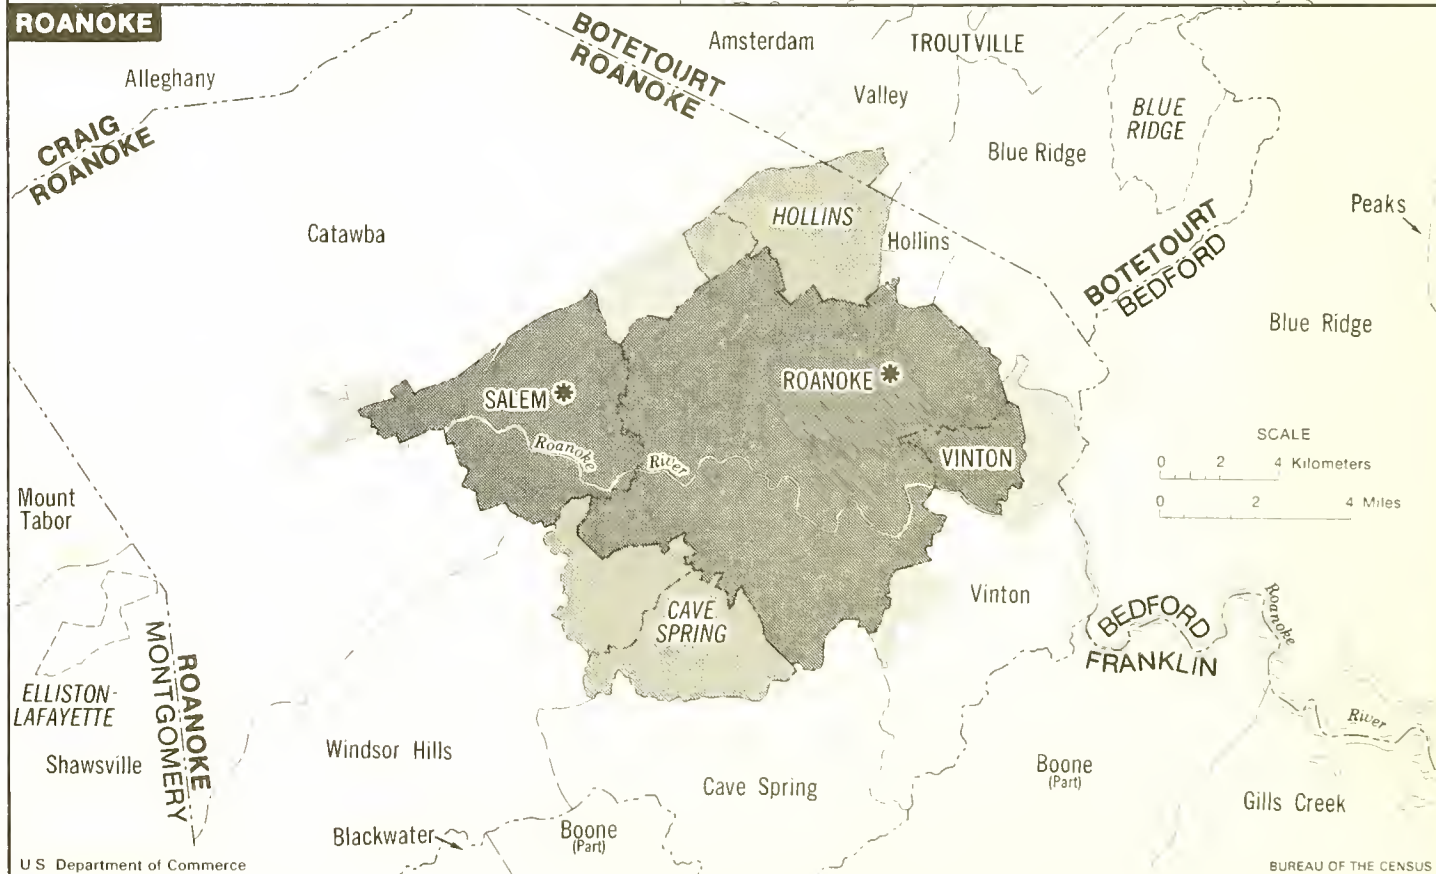 ROANOKE
Alleghany
CRAIG
ROANOKE
BOTETOURT
ROANOKE
Amsterdam
TROUTVILLE
Valley
BLUE
RIDGE
Blue Ridge
Peaks
Catawba
HOLLINS
Hollins
BOTETOURT
BEDFORD
Blue Ridge
SALEM
ROANOKE
Roanoke
River
VINTON
SCALE
0 2 4 Kilometers
0 2 4 Miles
Mount
Tabor
CAVE
SPRING
Vinton
BEDFORD
FRANKLIN
Roanoke
River
ROANOKE
MONTGOMERY
ELLISTON-
LAFAYETTE
Shawsville
Windsor Hills
Cave Spring
Boone
(Part)
Gills Creek
Blackwater
Boone
(Part)
U S Department of Commerce
BUREAU OF THE CENSUS